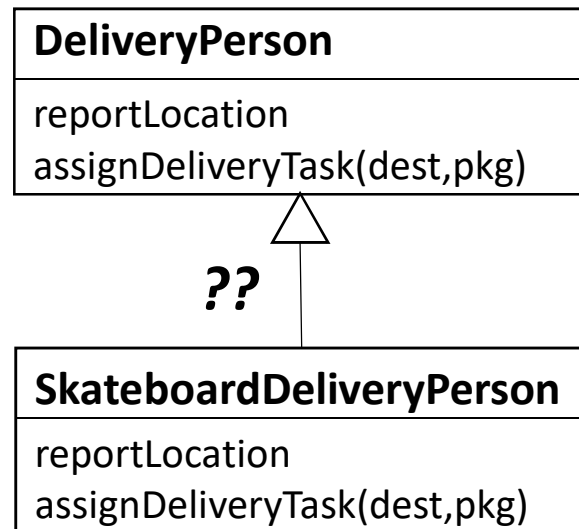 DeliveryPerson
reportLocation
assignDeliveryTask(dest,pkg)
??
SkateboardDeliveryPerson
reportLocation
assignDeliveryTask(dest,pkg)